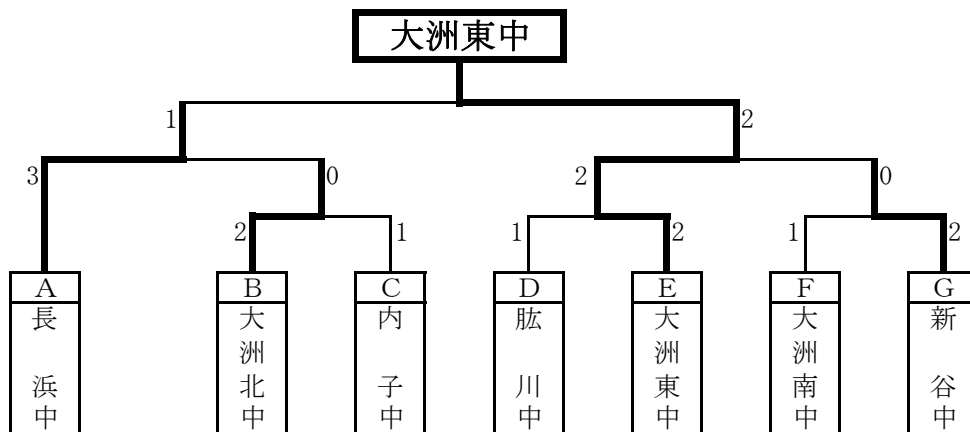 大洲東中
1 2
3 0 2 0
2 1 1 2 1 2
A B C D E F G
長浜中
大洲北中
内子中
肱川中
大洲東中
大洲南中
新谷中